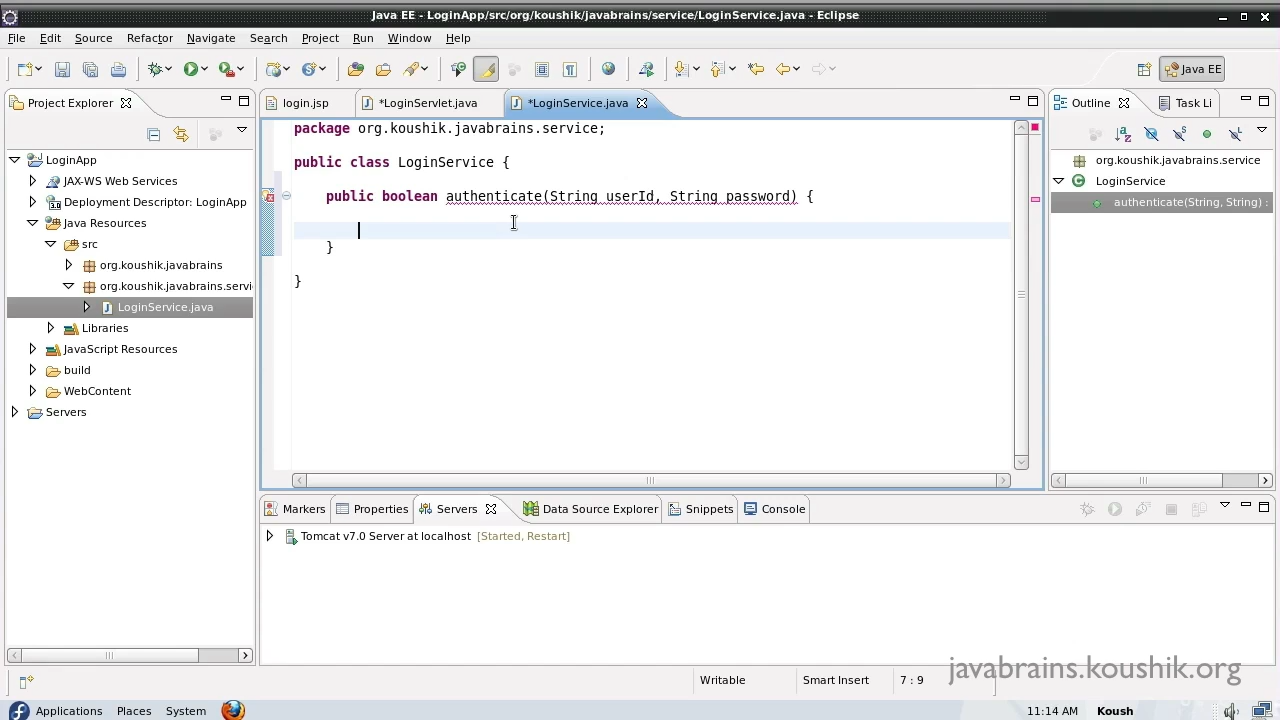 Java EE - LoginApp/src/org/koushik/javabrains/service/LoginService.java - Eclipse
File Edit Source Refactor Navigate Search Project Run Window Help
Java EE
Project Explorer
login.jsp
*LoginServlet.java
*LoginService.java
Outline
Task Li
LoginApp
JAX-WS Web Services
Deployment Descriptor: LoginApp
Java Resources
src
org.koushik.javabrains
org.koushik.javabrains.servi
LoginService.java
Libraries
JavaScript Resources
build
WebContent
Servers
package org.koushik.javabrains.service;
public class LoginService {
public boolean authenticate(String userId, String password) {
}
}
org.koushik.javabrains.service
LoginService
authenticate(String, String) :
Markers
Properties
Servers
Data Source Explorer
Snippets
Console
Tomcat v7.0 Server at localhost [Started, Restart]
javabrains.koushik.org
Writable
Smart Insert
7 : 9
Applications Places System
11:14 AM
Koush